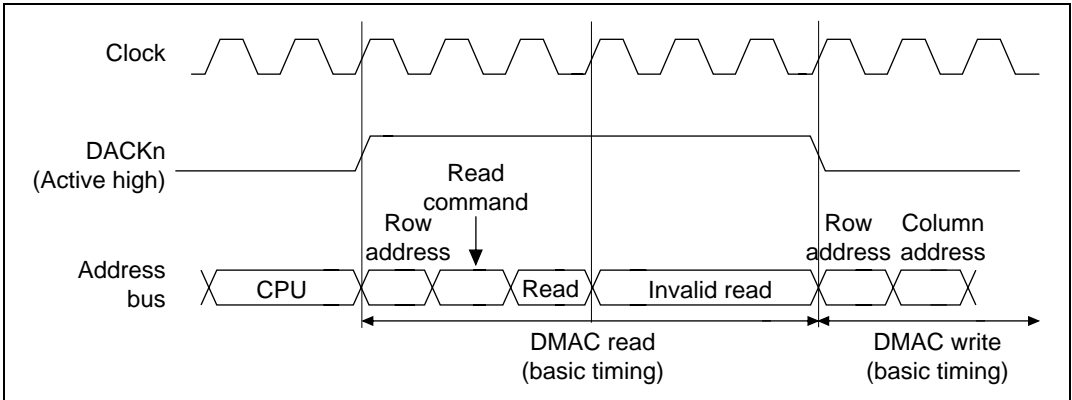 Clock
DACKn
(Active high)
Read
command
Row
address
Row
address
Column
address
Address
bus
CPU
Read
Invalid read
DMAC read
(basic timing)
DMAC write
(basic timing)